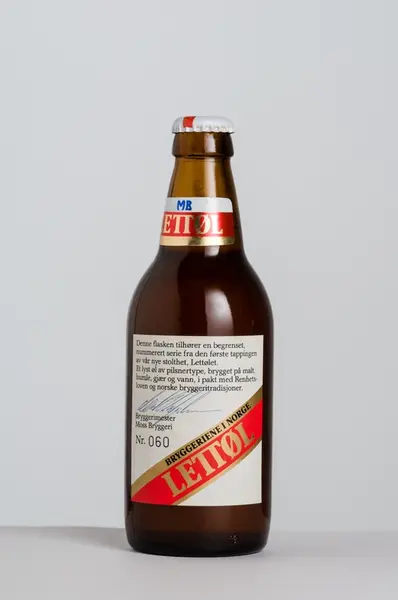 MB
LETTØL
Denne flasken tilhører en begrenset,
nummerert serie fra den første tappingen
av vår nye stolthet, Lettølet.
Et lyst øl av pilsnertype, brygget på malt,
humle, gjær og vann, i pakt med Renhets-
loven og norske bryggeritradisjoner.
Bryggerimester
Moss Bryggeri
Nr. 060
BRYGGERIENE I NORGE
LETTØL